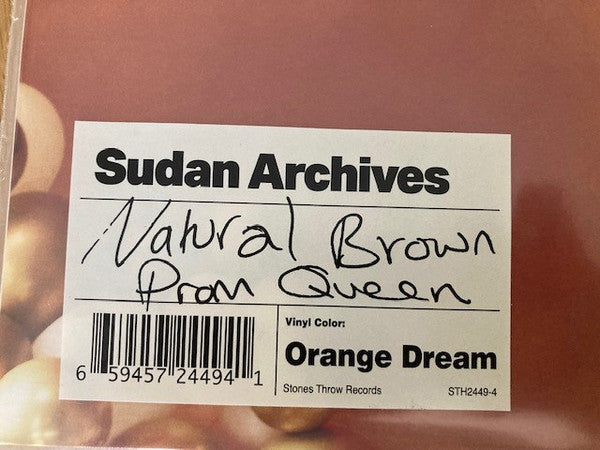 Sudan Archives
Natural Brown
Prom Queen
6 59457 24494 1
Vinyl Color:
Orange Dream
Stones Throw Records STH2449-4